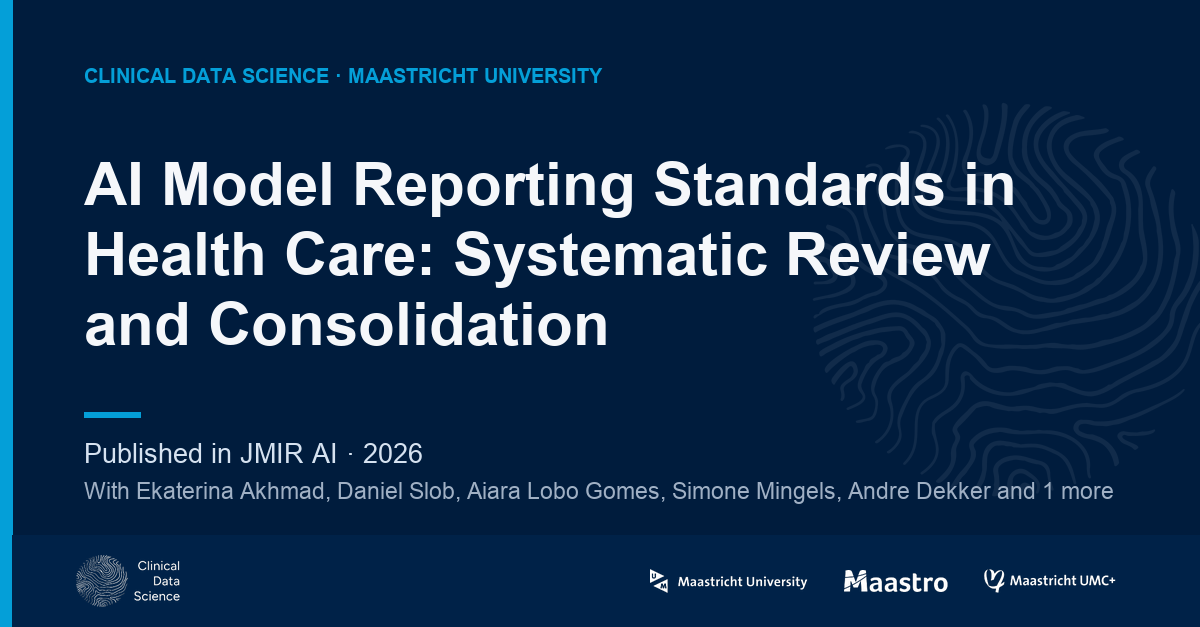 CLINICAL DATA SCIENCE · MAASTRICHT UNIVERSITY
AI Model Reporting Standards in
Health Care: Systematic Review
and Consolidation
Published in JMIR AI · 2026
With Ekaterina Akhmad, Daniel Slob, Aiara Lobo Gomes, Simone Mingels, Andre Dekker and 1 more
Clinical
Data
Science
UM Maastricht University
Maastro
Maastricht UMC+